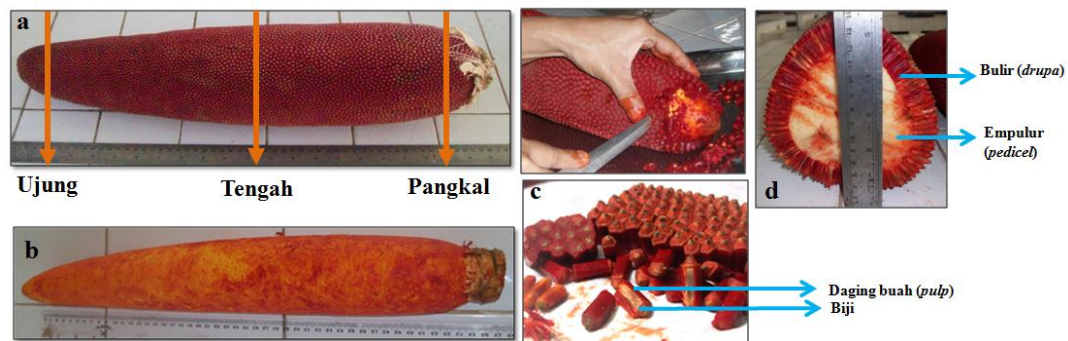 a
Ujung
Tengah
Pangkal
b
c
d
Bulir (drupa)
Empulur
(pedicel)
Daging buah (pulp)
Biji